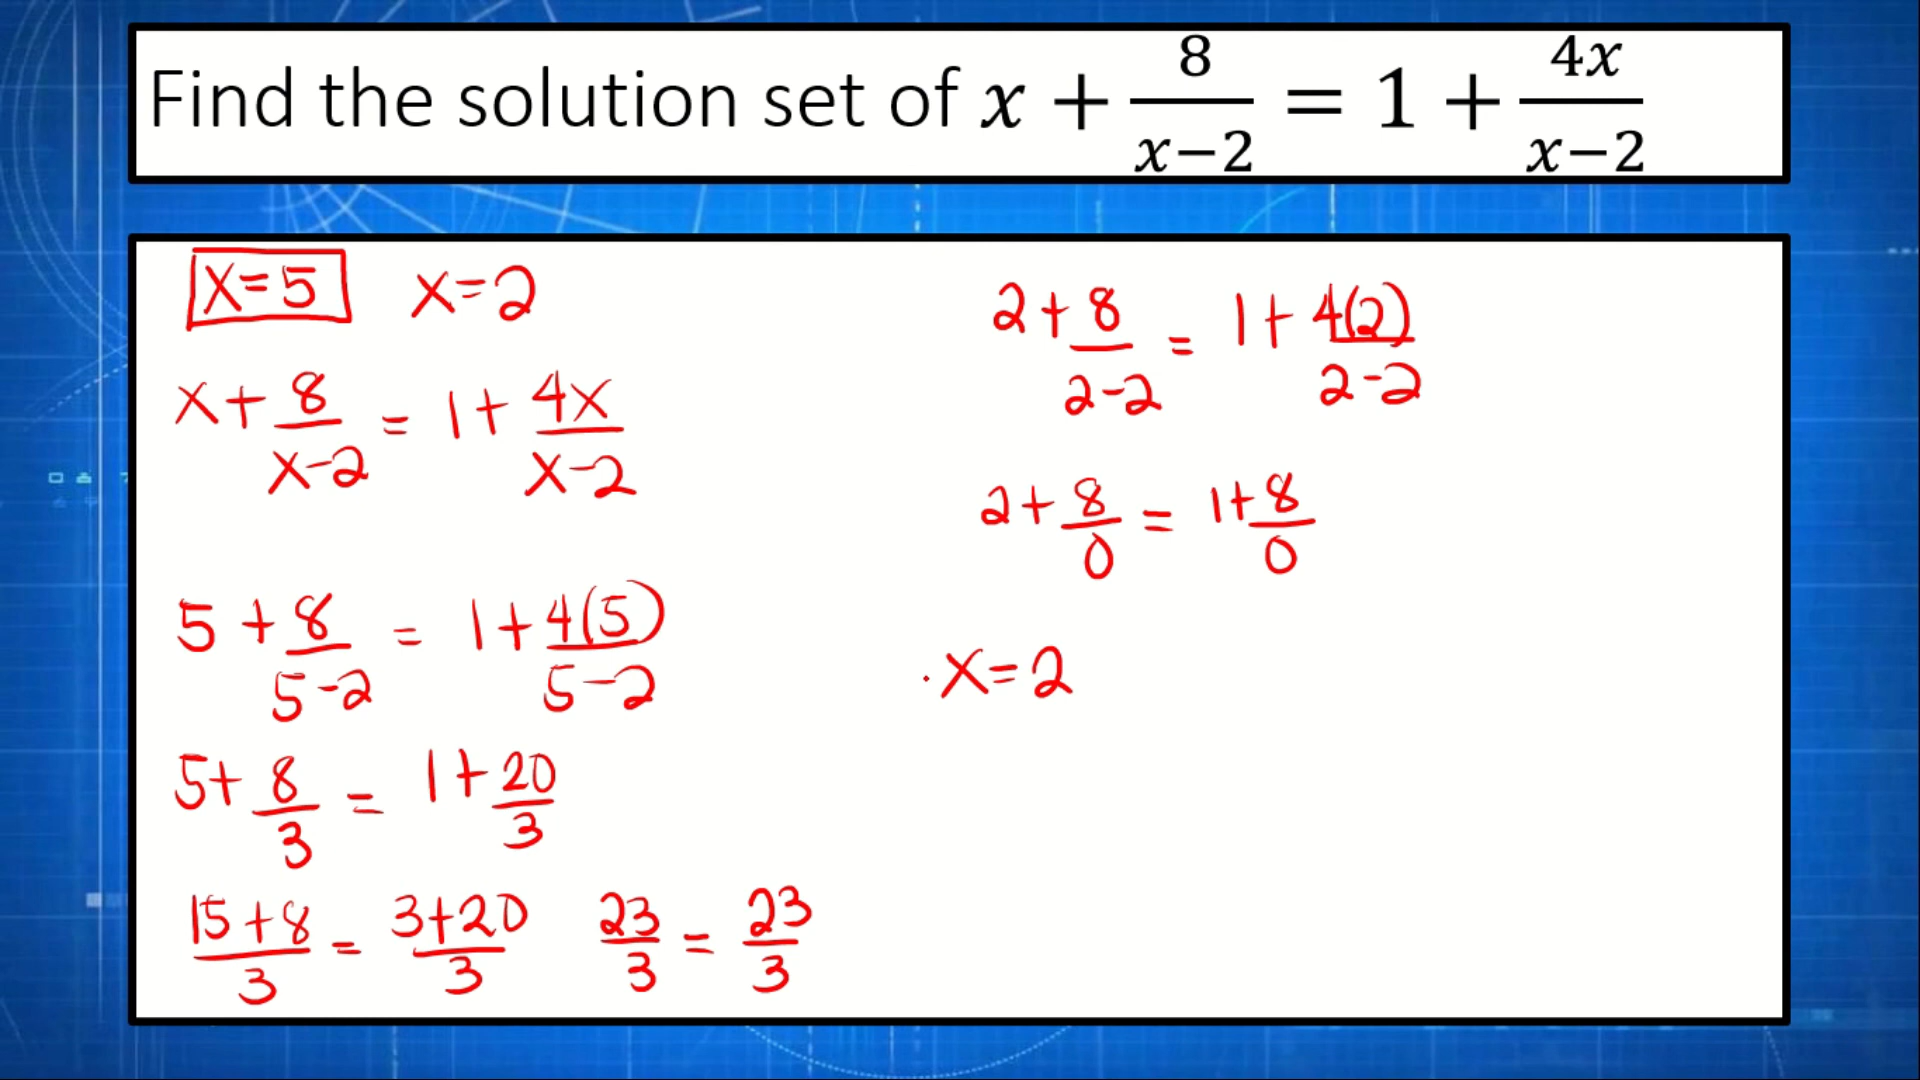 Find the solution set of x + 8/(x−2) = 1 + 4x/(x−2)
x=5 x=2
x + 8/(x-2) = 1 + 4x/(x-2)
5 + 8/(5-2) = 1 + 4(5)/(5-2)
5 + 8/3 = 1 + 20/3
(15+8)/3 = (3+20)/3 23/3 = 23/3
2 + 8/(2-2) = 1 + 4(2)/(2-2)
2 + 8/0 = 1 + 8/0
x=2